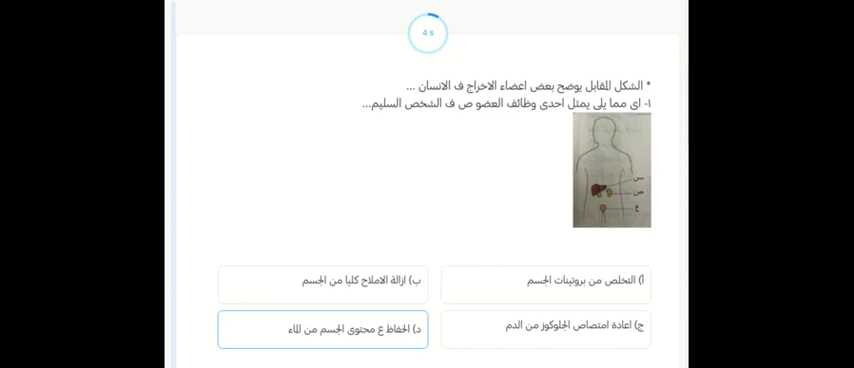 4 s
* الشكل المقابل يوضح بعض اعضاء الاخراج ف الانسان ...
١- اى مما يلى يمثل احدى وظائف العضو ص ف الشخص السليم...
س
ص
ع
أ) التخلص من بروتينات الجسم
ب) ازالة الاملاح كليا من الجسم
ج) اعادة امتصاص الجلوكوز من الدم
د) الحفاظ ع محتوى الجسم من الماء